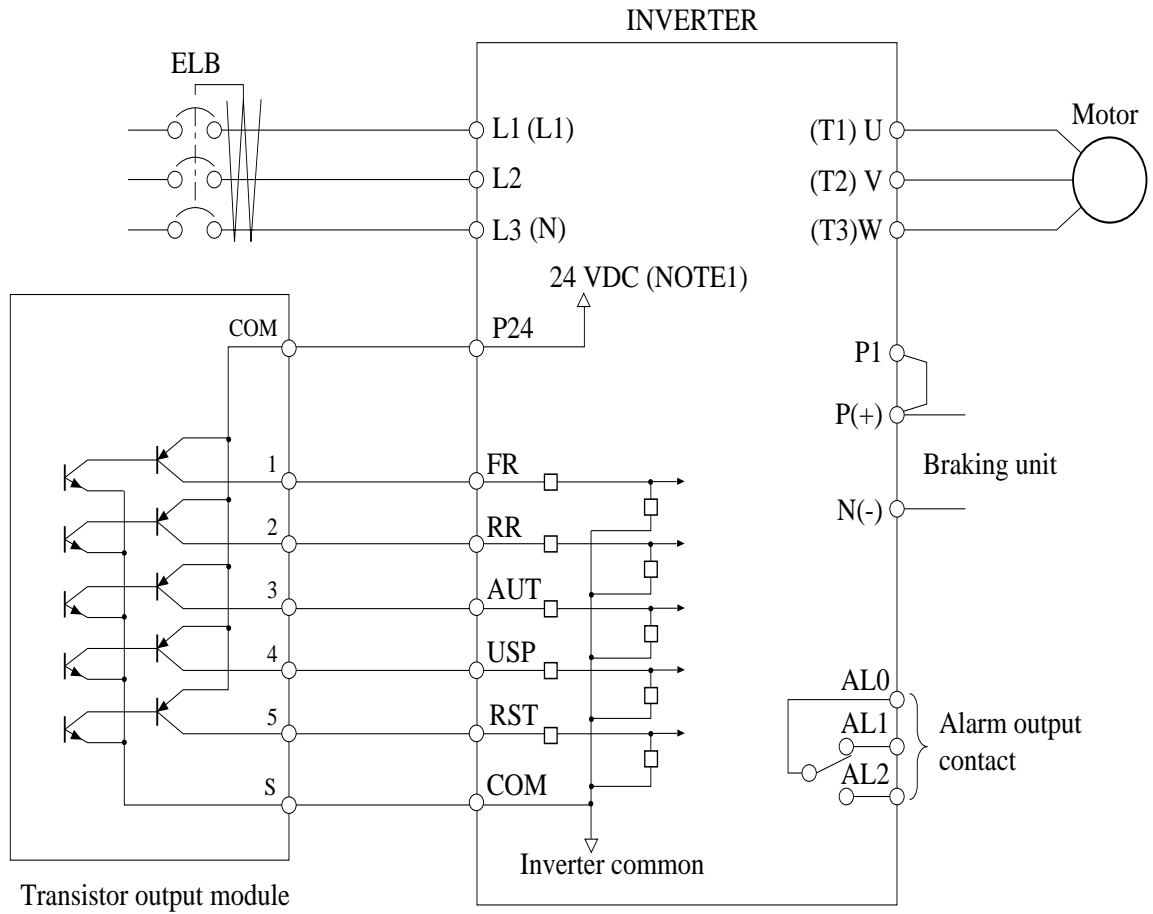 INVERTER
ELB
L1 (L1)
L2
L3 (N)
(T1) U
(T2) V
(T3)W
Motor
24 VDC (NOTE1)
COM
P24
P1
P(+)
Braking unit
N(-)
1
FR
2
RR
3
AUT
4
USP
5
RST
S
COM
AL0
AL1
AL2
Alarm output
contact
Inverter common
Transistor output module